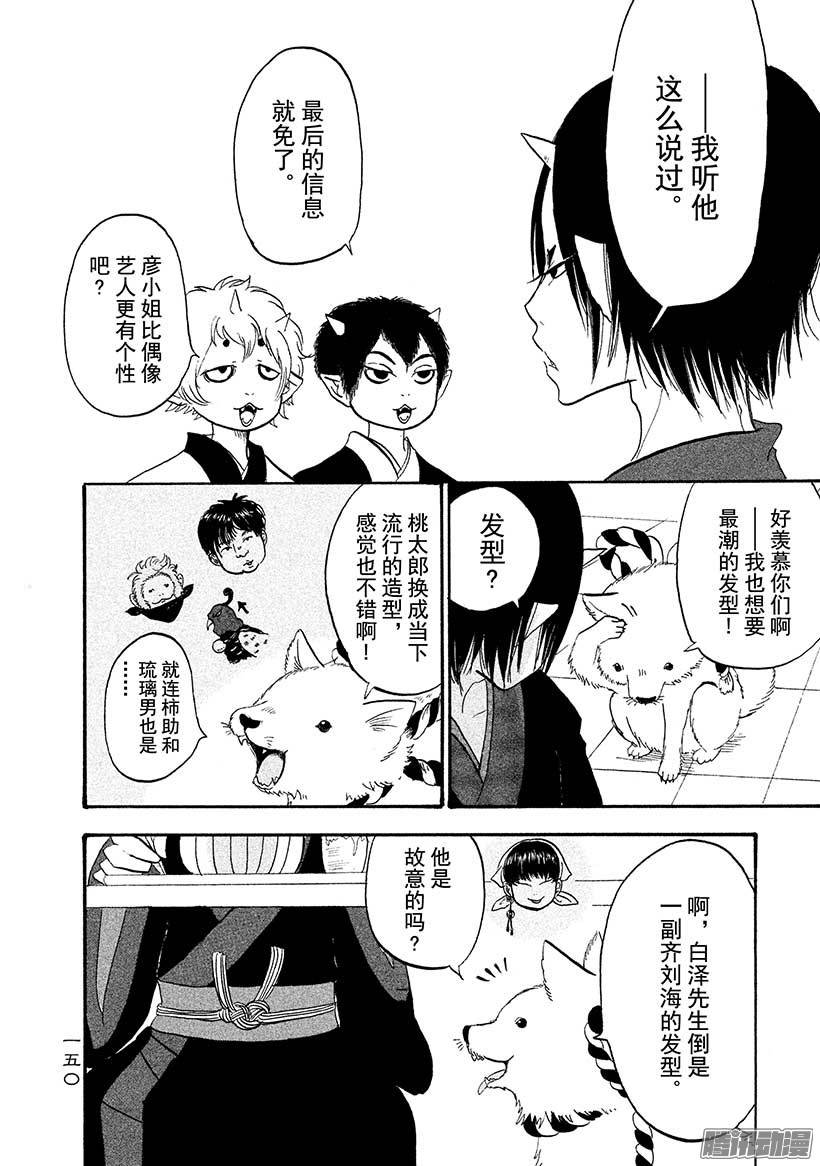 ——我听他
这么说过。
最后的信息
就免了。
彦小姐比偶像
艺人更有个性
吧？
好羡慕你们啊
——我也想要
最潮的发型！
发型？
桃太郎换成当下
流行的造型，
感觉也不错啊！
就连柿助和
琉璃男也是
……
啊，白泽先生倒是
一副齐刘海的发型。
他是
故意的吗？
一五〇
腾讯动漫